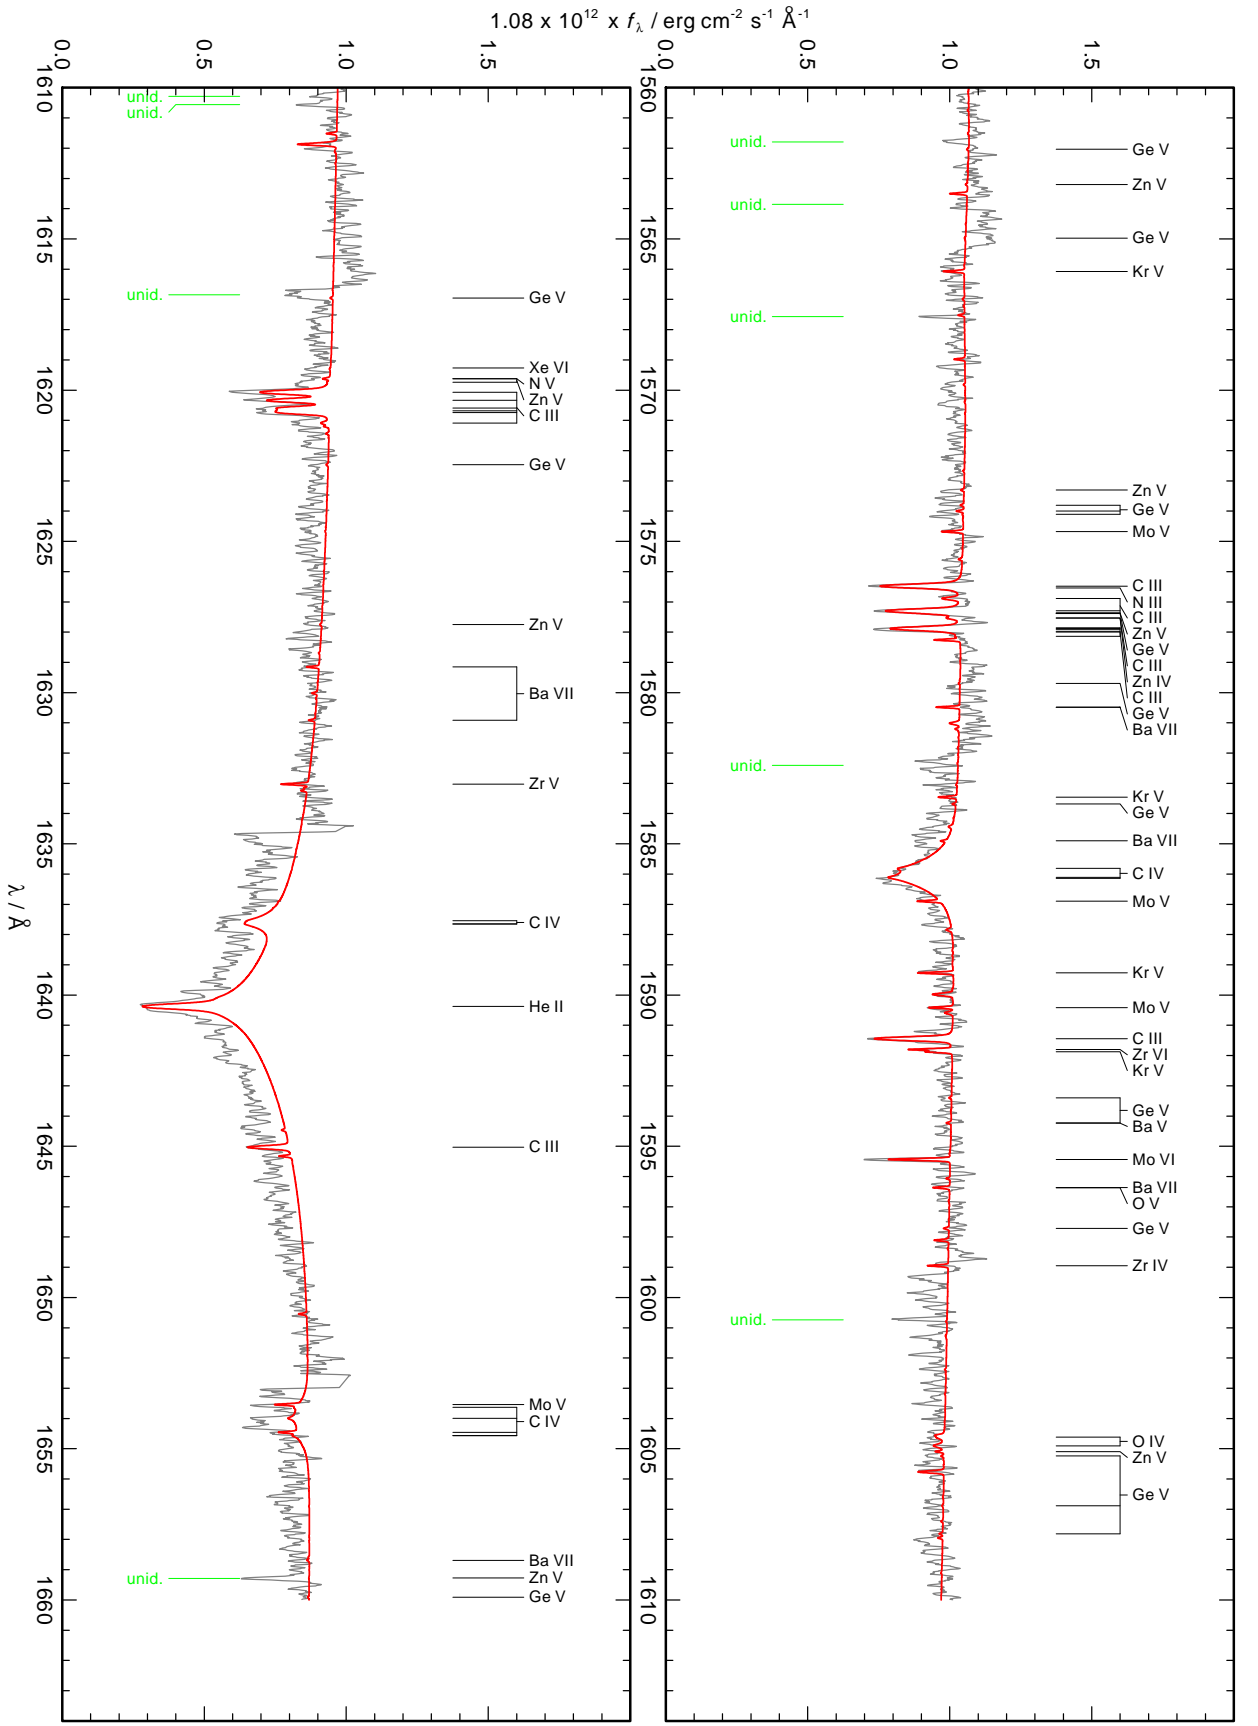 1.08 x 10¹² x fλ / erg cm⁻² s⁻¹ Å⁻¹
0.0
0.5
1.0
1.5
0.0
0.5
1.0
1.5
1560
1565
1570
1575
1580
1585
1590
1595
1600
1605
1610
unid.
unid.
unid.
unid.
unid.
Ge V
Zn V
Ge V
Kr V
Zn V
Ge V
Mo V
C III
N III
C III
Zn V
Ge V
C III
Zn IV
C III
Ge V
Ba VII
Kr V
Ge V
Ba VII
C IV
Mo V
Kr V
Mo V
C III
Zr VI
Kr V
Ge V
Ba V
Mo VI
Ba VII
O V
Ge V
Zr IV
O IV
Zn V
Ge V
1610
1615
1620
1625
1630
1635
1640
1645
1650
1655
1660
unid.
unid.
unid.
unid.
Ge V
Xe VI
N V
Zn V
C III
Ge V
Zn V
Ba VII
Zr V
C IV
He II
C III
Mo V
C IV
Ba VII
Zn V
Ge V
λ / Å